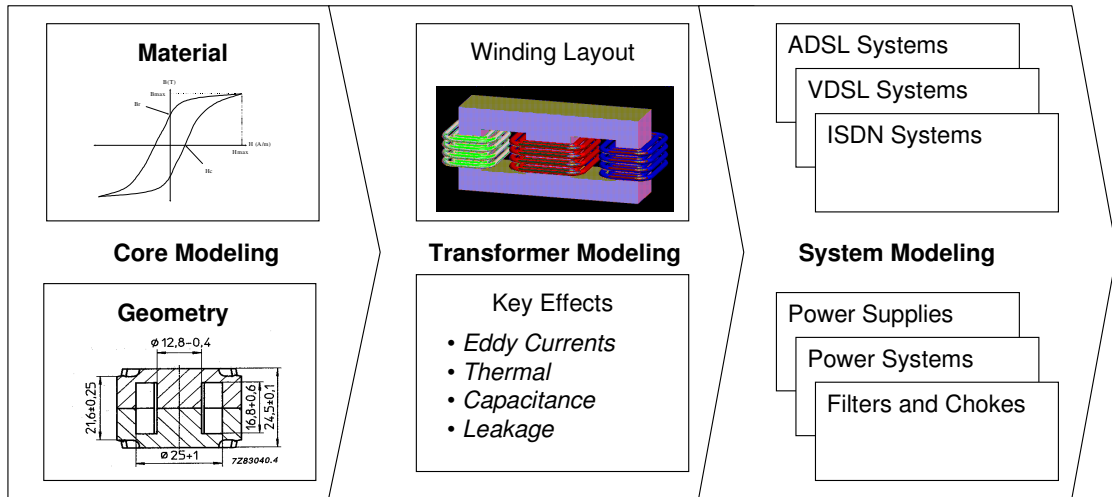 Material
B(T)
Bmax
Br
H (A/m)
Hmax
Hc
Core Modeling
Geometry
ø12,8-0,4
21,6±0,25
16,8+0,6
24,5±0,1
ø25+1
7Z83040.4
Winding Layout
Transformer Modeling
Key Effects
• Eddy Currents
• Thermal
• Capacitance
• Leakage
ADSL Systems
VDSL Systems
ISDN Systems
System Modeling
Power Supplies
Power Systems
Filters and Chokes